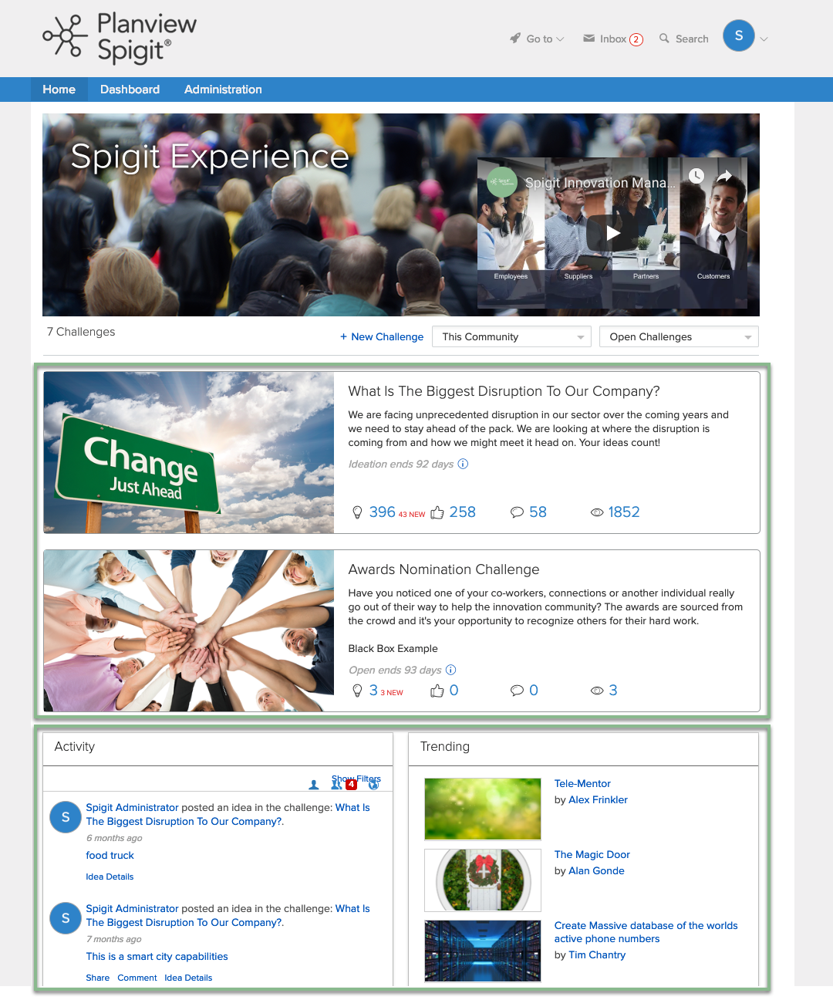 Planview
Spigit®
Go to
Inbox 2
Search
S
Home Dashboard Administration
Spigit Experience
Spigit
Spigit Innovation Mana...
Employees Suppliers Partners Customers
7 Challenges
+ New Challenge
This Community
Open Challenges
Change
Just Ahead
What Is The Biggest Disruption To Our Company?
We are facing unprecedented disruption in our sector over the coming years and
we need to stay ahead of the pack. We are looking at where the disruption is
coming from and how we might meet it head on. Your ideas count!
Ideation ends 92 days
396 43 NEW 258 58 1852
Awards Nomination Challenge
Have you noticed one of your co-workers, connections or another individual really
go out of their way to help the innovation community? The awards are sourced from
the crowd and it's your opportunity to recognize others for their hard work.
Black Box Example
Open ends 93 days
3 3 NEW 0 0 3
Activity
Show Filters
4
S
Spigit Administrator posted an idea in the challenge: What Is
The Biggest Disruption To Our Company?.
6 months ago
food truck
Idea Details
S
Spigit Administrator posted an idea in the challenge: What Is
The Biggest Disruption To Our Company?.
7 months ago
This is a smart city capabilities
Share Comment Idea Details
Trending
Tele-Mentor
by Alex Frinkler
The Magic Door
by Alan Gonde
Create Massive database of the worlds
active phone numbers
by Tim Chantry